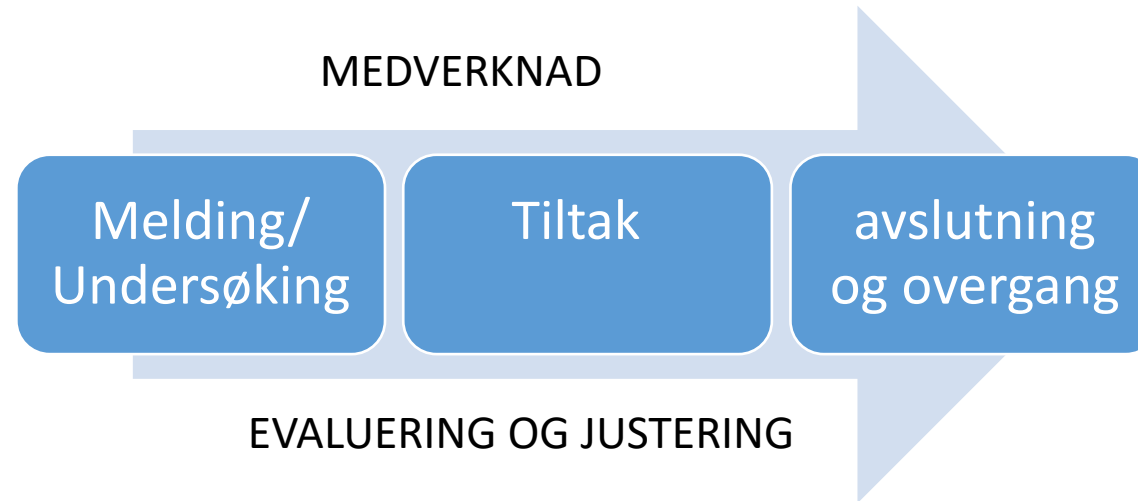 MEDVERKNAD
Melding/
Undersøking
Tiltak
avslutning
og overgang
EVALUERING OG JUSTERING